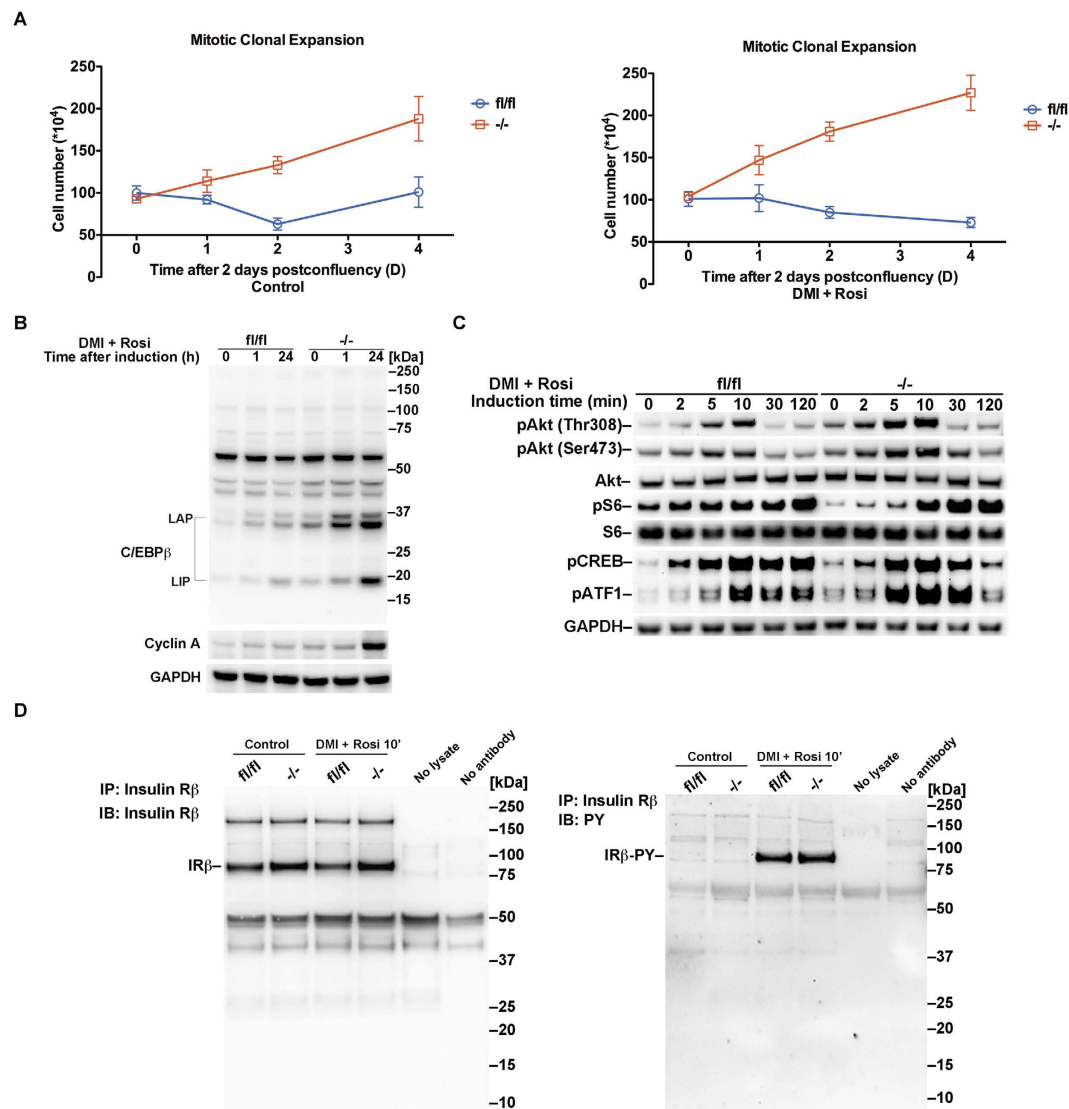 A
Mitotic Clonal Expansion
Cell number (*10⁴)
250
200
150
100
50
0
0 1 2 3 4
Time after 2 days postconfluency (D)
Control
fl/fl
-/-
Mitotic Clonal Expansion
Cell number (*10⁴)
250
200
150
100
50
0
0 1 2 3 4
Time after 2 days postconfluency (D)
DMI + Rosi
fl/fl
-/-
B
DMI + Rosi fl/fl -/-
Time after induction (h) 0 1 24 0 1 24 [kDa]
–250
–150
–100
–75
–50
LAP –37
C/EBPβ –25
LIP –20
–15
Cyclin A
GAPDH
C
DMI + Rosi fl/fl -/-
Induction time (min) 0 2 5 10 30 120 0 2 5 10 30 120
pAkt (Thr308)–
pAkt (Ser473)–
Akt–
pS6–
S6–
pCREB–
pATF1–
GAPDH–
D
Control DMI + Rosi 10' No lysate No antibody
fl/fl -/- fl/fl -/- [kDa]
IP: Insulin Rβ
IB: Insulin Rβ
IRβ–
–250
–150
–100
–75
–50
–37
–25
–20
–15
–10
Control DMI + Rosi 10' No lysate No antibody
fl/fl -/- fl/fl -/- [kDa]
IP: Insulin Rβ
IB: PY
IRβ-PY–
–250
–150
–100
–75
–50
–37
–25
–20
–15
–10